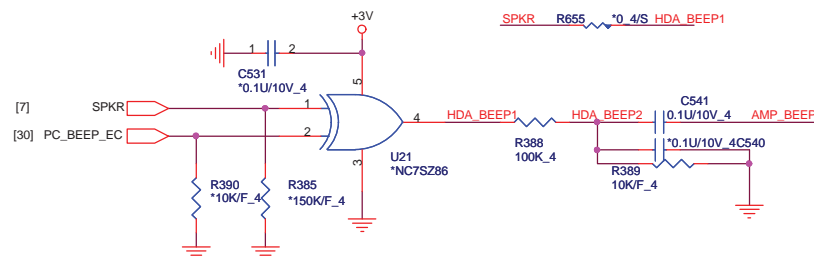 +3V
SPKR R655 *0_4/S HDA_BEEP1
1 2
C531
*0.1U/10V_4
5
[7] SPKR 1
[30] PC_BEEP_EC 2
4 HDA_BEEP1 HDA_BEEP2
C541
0.1U/10V_4 AMP_BEEP
R388
100K_4
*0.1U/10V_4C540
U21
*NC7SZ86
3
R389
10K/F_4
R390
*10K/F_4
R385
*150K/F_4